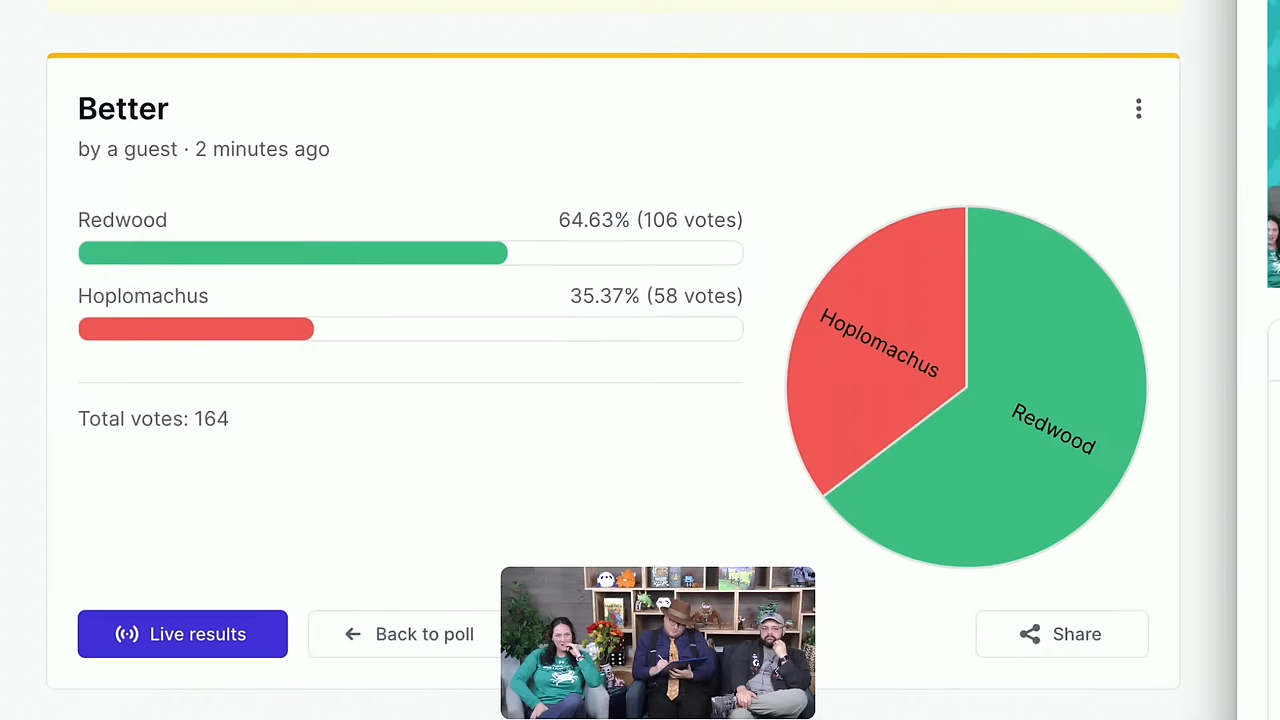 Better
by a guest · 2 minutes ago
Redwood 64.63% (106 votes)
Hoplomachus 35.37% (58 votes)
Total votes: 164
Hoplomachus
Redwood
Live results
Back to poll
Share